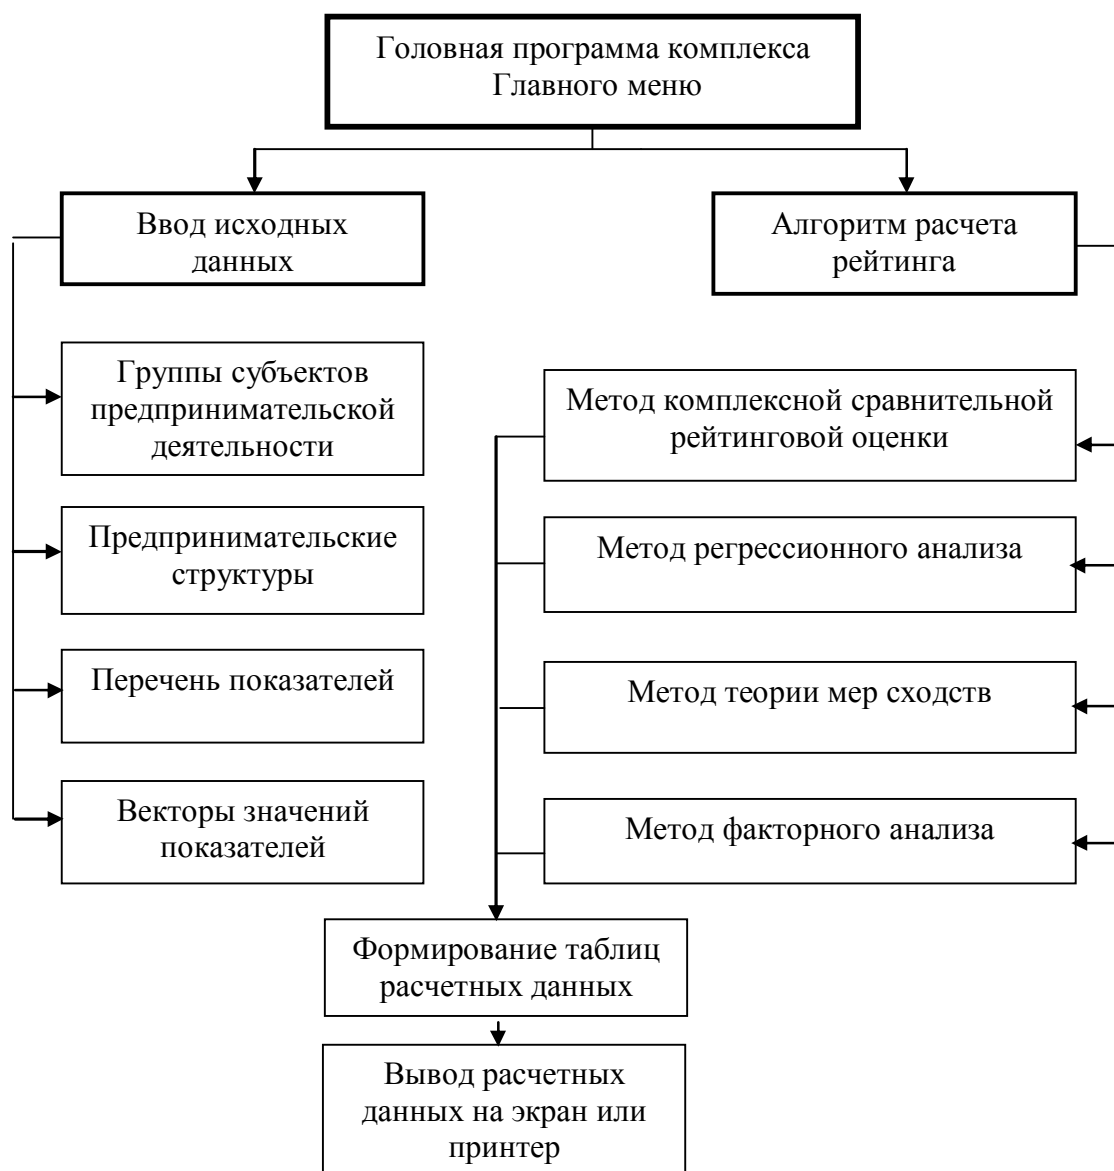 Головная программа комплекса
Главного меню
Ввод исходных
данных
Алгоритм расчета
рейтинга
Группы субъектов
предпринимательской
деятельности
Предпринимательские
структуры
Перечень показателей
Векторы значений
показателей
Метод комплексной сравнительной
рейтинговой оценки
Метод регрессионного анализа
Метод теории мер сходств
Метод факторного анализа
Формирование таблиц
расчетных данных
Вывод расчетных
данных на экран или
принтер